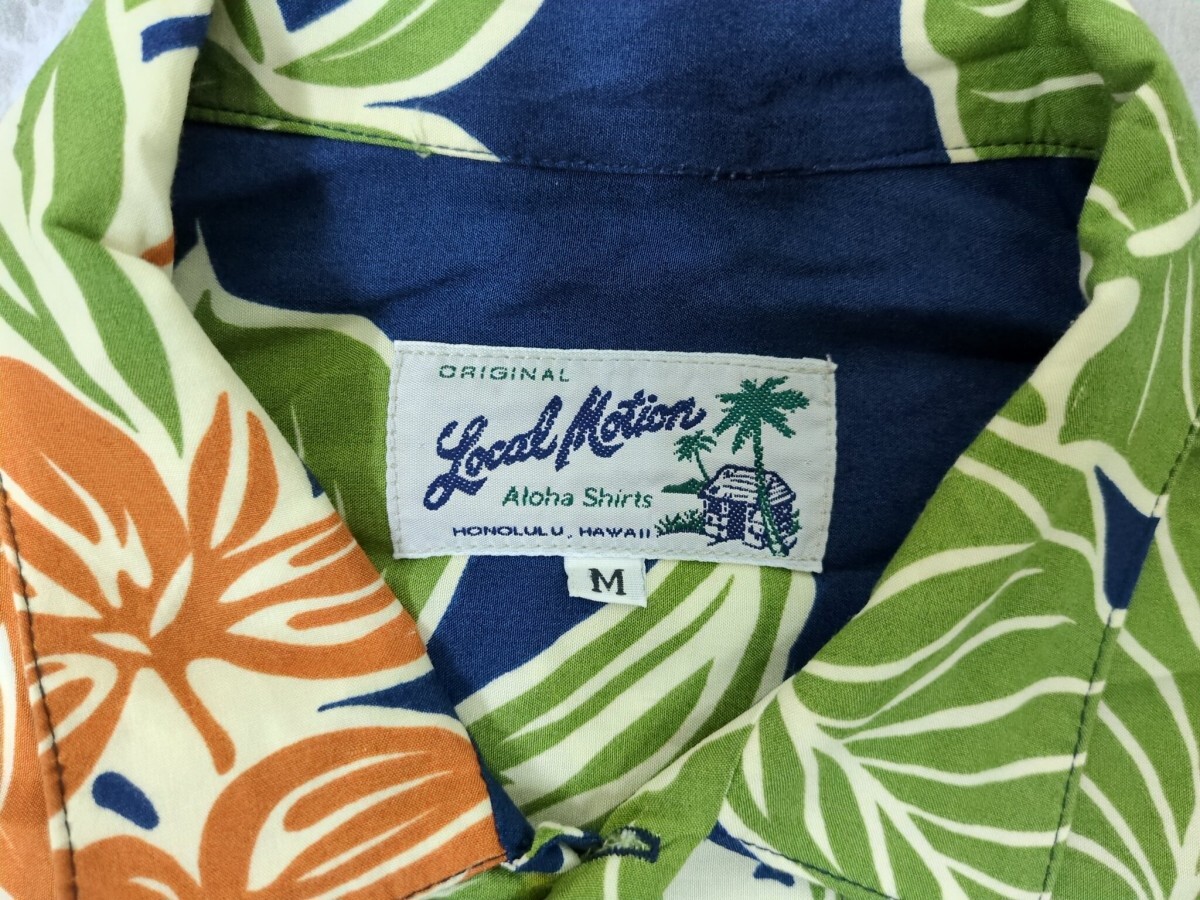 ORIGINAL
Local Motion
Aloha Shirts
HONOLULU, HAWAII
M